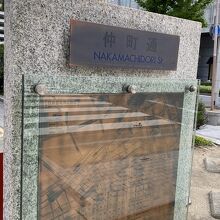 仲町通
NAKAMACHIDORI St.